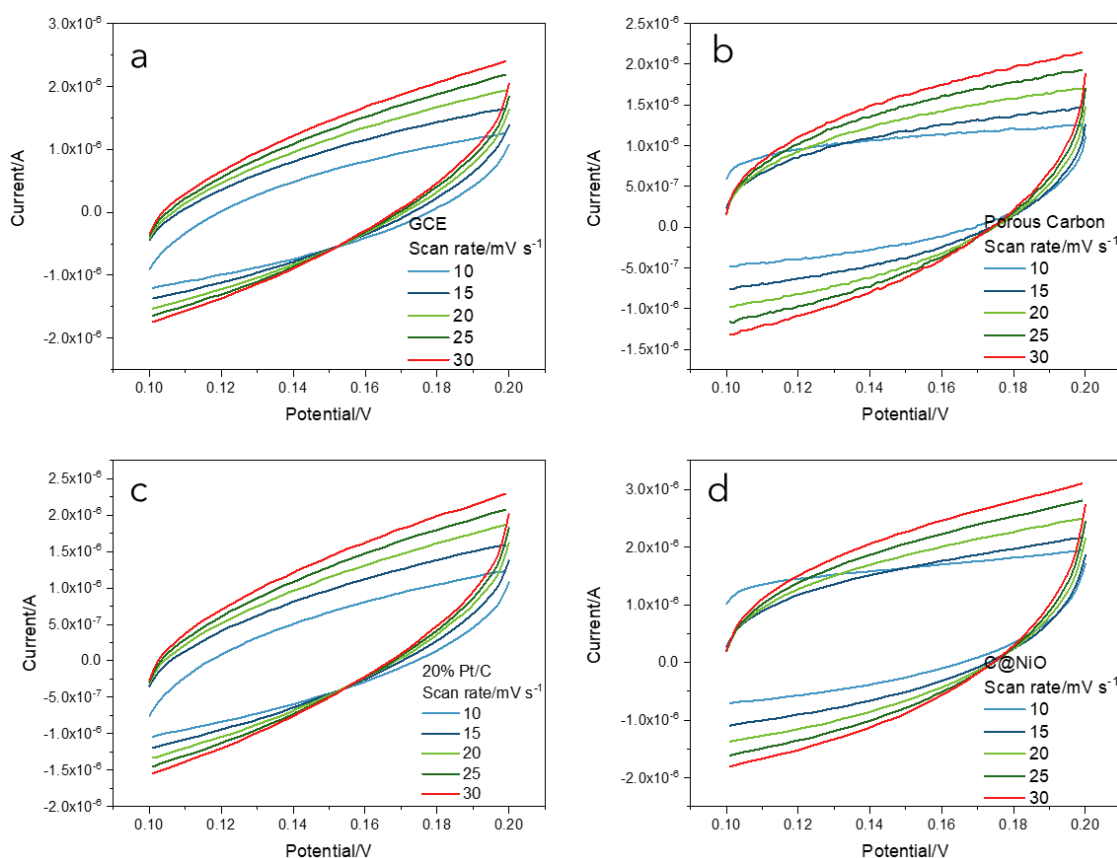 a
3.0x10⁻⁶
2.0x10⁻⁶
1.0x10⁻⁶
0.0
-1.0x10⁻⁶
-2.0x10⁻⁶
Current/A
GCE
Scan rate/mV s⁻¹
10
15
20
25
30
0.10 0.12 0.14 0.16 0.18 0.20
Potential/V
b
2.5x10⁻⁶
2.0x10⁻⁶
1.5x10⁻⁶
1.0x10⁻⁶
5.0x10⁻⁷
0.0
-5.0x10⁻⁷
-1.0x10⁻⁶
-1.5x10⁻⁶
Current/A
Porous Carbon
Scan rate/mV s⁻¹
10
15
20
25
30
0.10 0.12 0.14 0.16 0.18 0.20
Potential/V
c
2.5x10⁻⁶
2.0x10⁻⁶
1.5x10⁻⁶
1.0x10⁻⁶
5.0x10⁻⁷
0.0
-5.0x10⁻⁷
-1.0x10⁻⁶
-1.5x10⁻⁶
-2.0x10⁻⁶
Current/A
20% Pt/C
Scan rate/mV s⁻¹
10
15
20
25
30
0.10 0.12 0.14 0.16 0.18 0.20
Potential/V
d
3.0x10⁻⁶
2.0x10⁻⁶
1.0x10⁻⁶
0.0
-1.0x10⁻⁶
-2.0x10⁻⁶
Current/A
C@NiO
Scan rate/mV s⁻¹
10
15
20
25
30
0.10 0.12 0.14 0.16 0.18 0.20
Potential/V